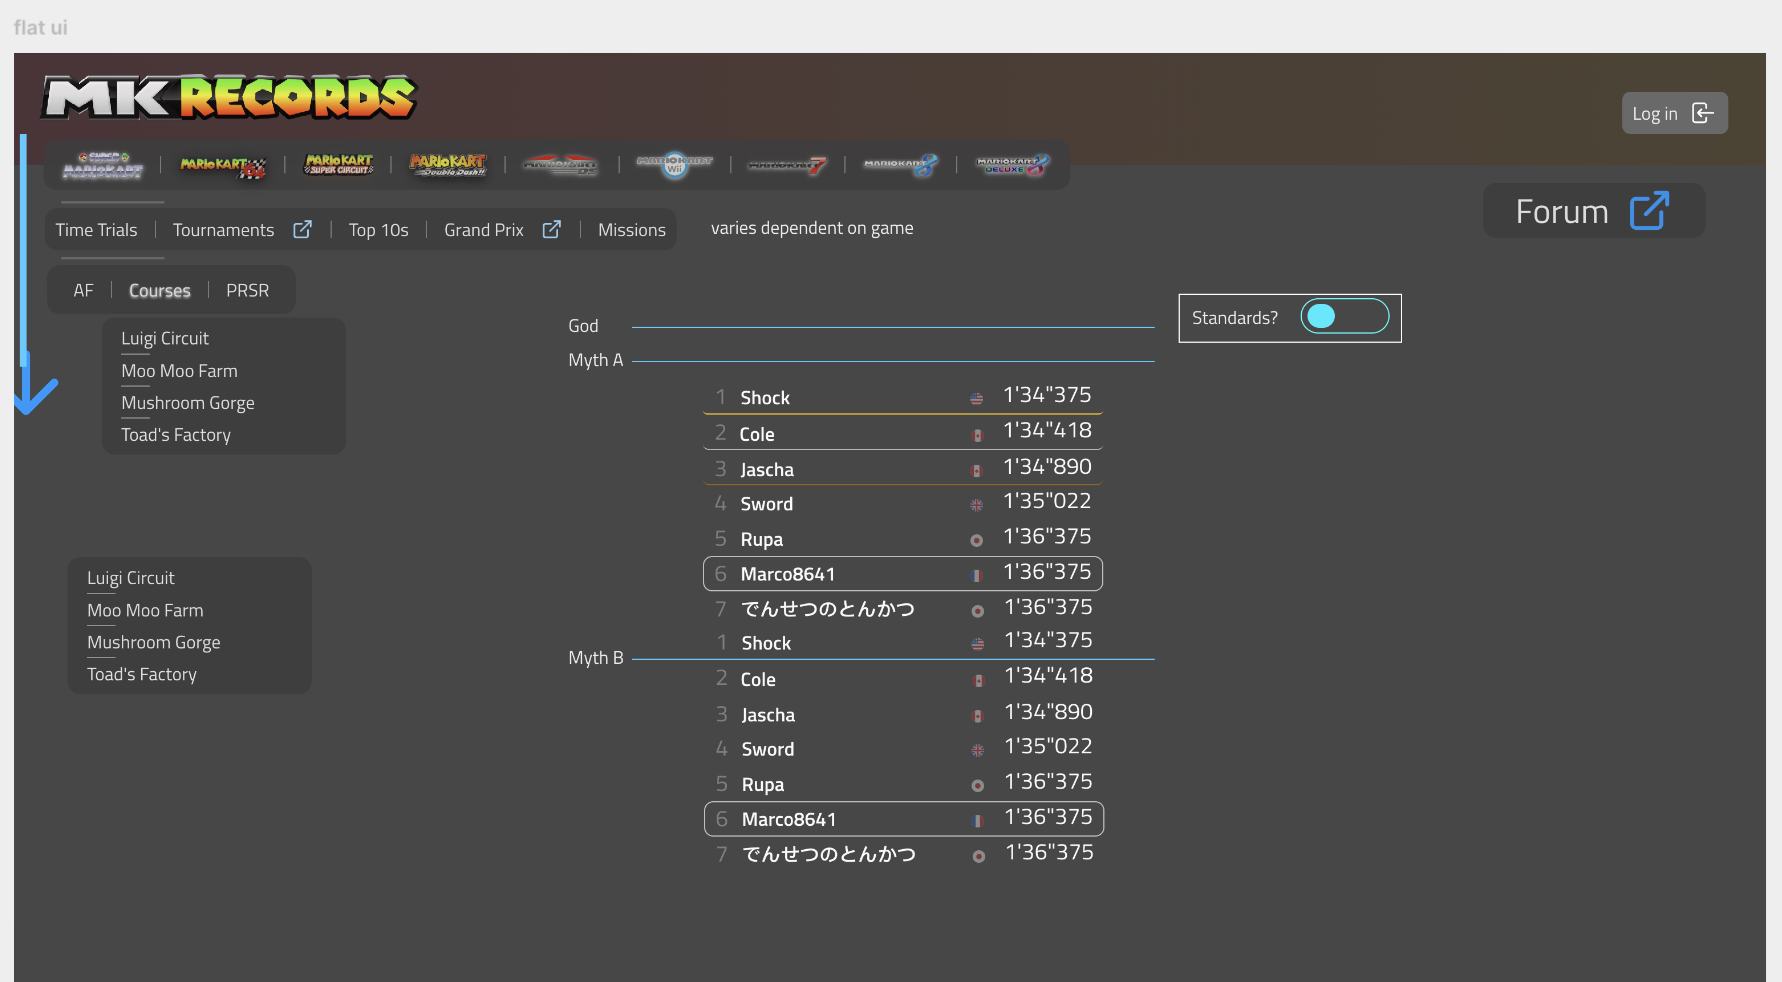 flat ui
MK RECORDS
Log in
SUPER MARIOKART
MARIOKART 64
MARIOKART SUPER CIRCUIT
MARIOKART Double Dash!!
MARIOKART DS
MARIOKART Wii
MARIOKART 7
MARIOKART 8
MARIOKART 8 DELUXE
Forum
Time Trials
Tournaments
Top 10s
Grand Prix
Missions
varies dependent on game
AF
Courses
PRSR
Luigi Circuit
Moo Moo Farm
Mushroom Gorge
Toad's Factory
Luigi Circuit
Moo Moo Farm
Mushroom Gorge
Toad's Factory
Standards?
God
Myth A
1 Shock 1'34"375
2 Cole 1'34"418
3 Jascha 1'34"890
4 Sword 1'35"022
5 Rupa 1'36"375
6 Marco8641 1'36"375
7 でんせつのとんかつ 1'36"375
1 Shock 1'34"375
Myth B
2 Cole 1'34"418
3 Jascha 1'34"890
4 Sword 1'35"022
5 Rupa 1'36"375
6 Marco8641 1'36"375
7 でんせつのとんかつ 1'36"375